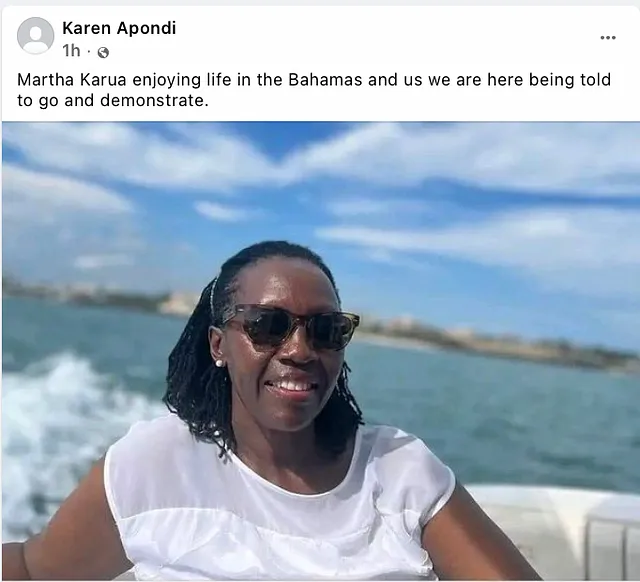 Karen Apondi
1h ·
Martha Karua enjoying life in the Bahamas and us we are here being told
to go and demonstrate.